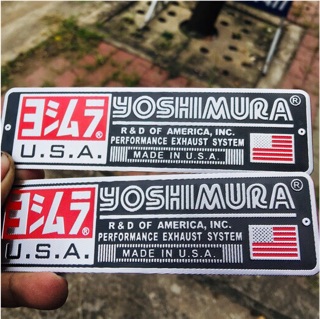 ヨシムラ®
U.S.A.
YOSHIMURA®
R & D OF AMERICA, INC.
PERFORMANCE EXHAUST SYSTEM
MADE IN U.S.A.
ヨシムラ®
U.S.A.
YOSHIMURA®
R & D OF AMERICA, INC.
PERFORMANCE EXHAUST SYSTEM
MADE IN U.S.A.